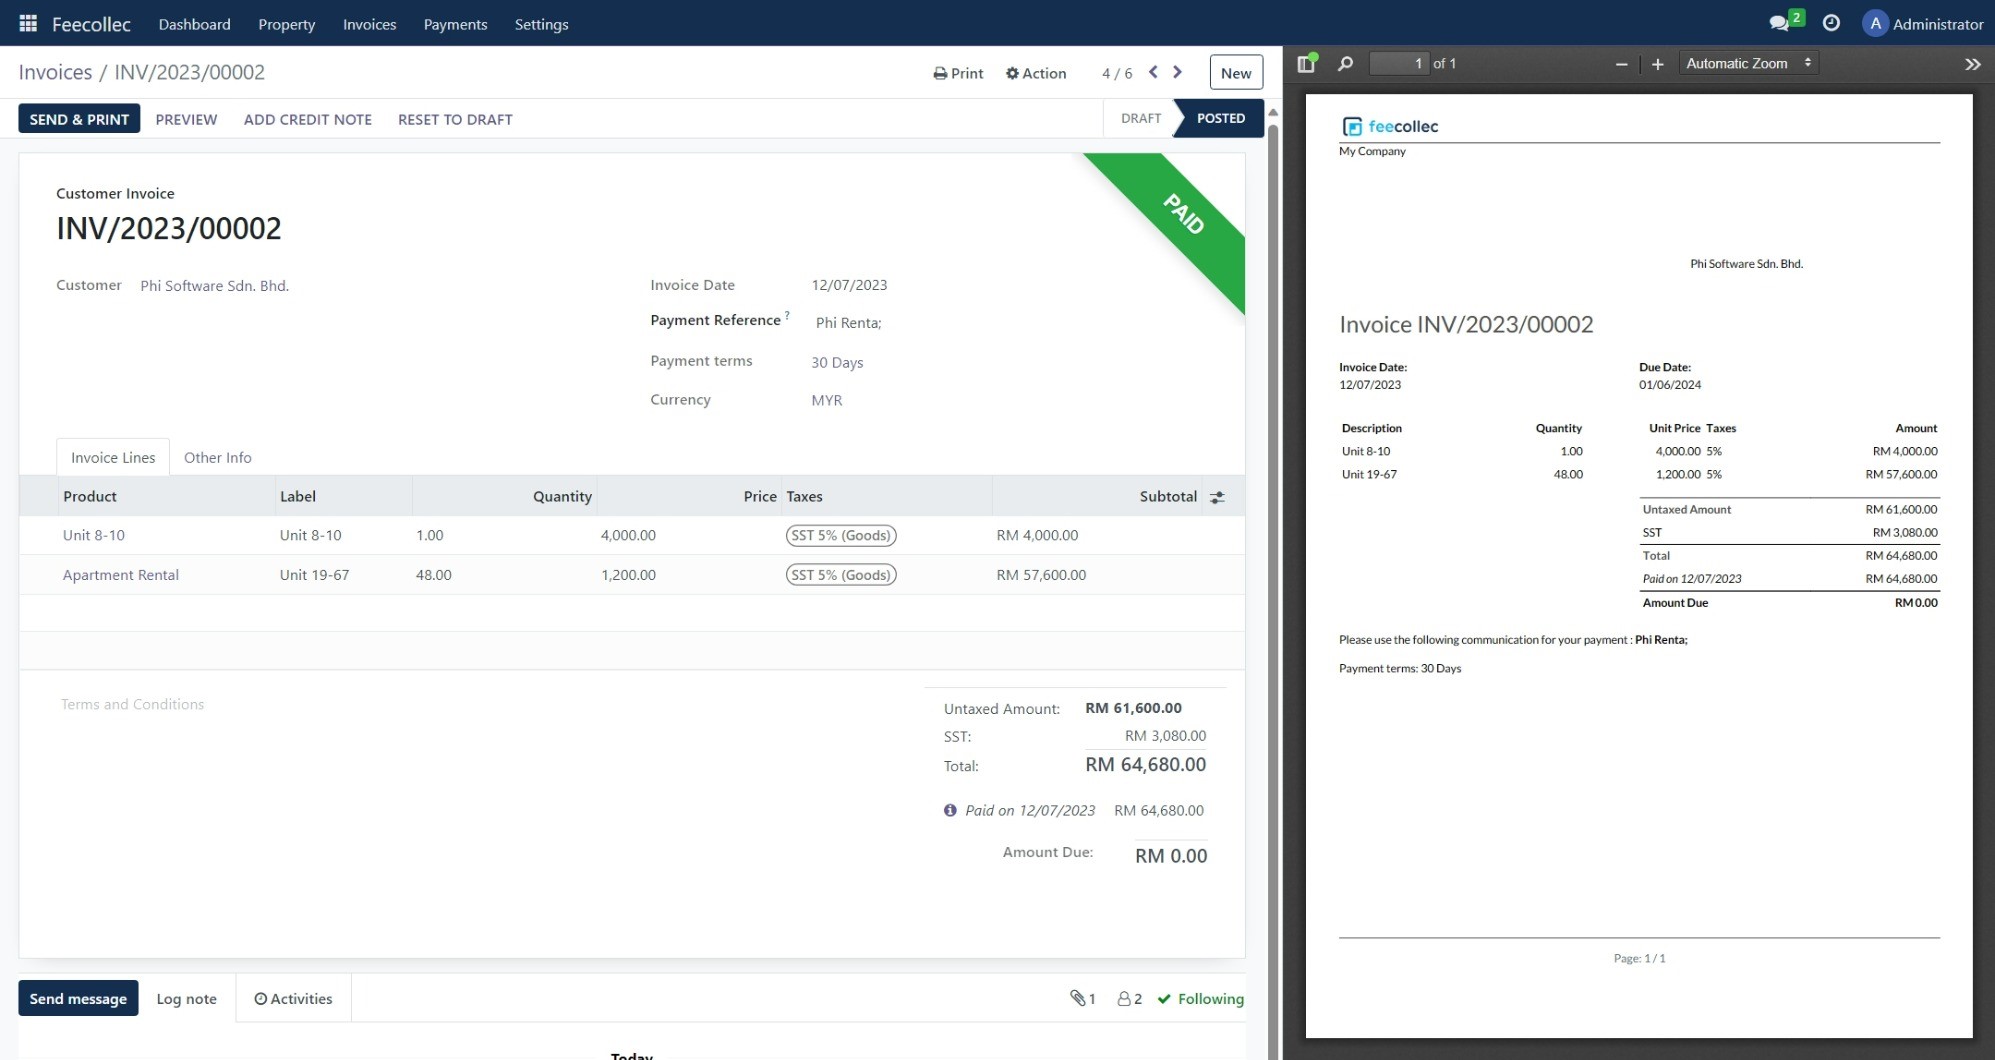 Feecollec Dashboard Property Invoices Payments Settings 2 A Administrator
Invoices / INV/2023/00002 Print Action 4 / 6 New
SEND & PRINT PREVIEW ADD CREDIT NOTE RESET TO DRAFT DRAFT POSTED
PAID
Customer Invoice
INV/2023/00002
Customer Phi Software Sdn. Bhd.
Invoice Date 12/07/2023
Payment Reference ? Phi Renta;
Payment terms 30 Days
Currency MYR
Invoice Lines Other Info
Product Label Quantity Price Taxes Subtotal
Unit 8-10 Unit 8-10 1.00 4,000.00 SST 5% (Goods) RM 4,000.00
Apartment Rental Unit 19-67 48.00 1,200.00 SST 5% (Goods) RM 57,600.00
Terms and Conditions
Untaxed Amount: RM 61,600.00
SST: RM 3,080.00
Total: RM 64,680.00
Paid on 12/07/2023 RM 64,680.00
Amount Due: RM 0.00
Send message Log note Activities 1 2 Following
Today
1 of 1 Automatic Zoom
feecollec
My Company
Phi Software Sdn. Bhd.
Invoice INV/2023/00002
Invoice Date: Due Date:
12/07/2023 01/06/2024
Description Quantity Unit Price Taxes Amount
Unit 8-10 1.00 4,000.00 5% RM 4,000.00
Unit 19-67 48.00 1,200.00 5% RM 57,600.00
Untaxed Amount RM 61,600.00
SST RM 3,080.00
Total RM 64,680.00
Paid on 12/07/2023 RM 64,680.00
Amount Due RM 0.00
Please use the following communication for your payment : Phi Renta;
Payment terms: 30 Days
Page: 1 / 1